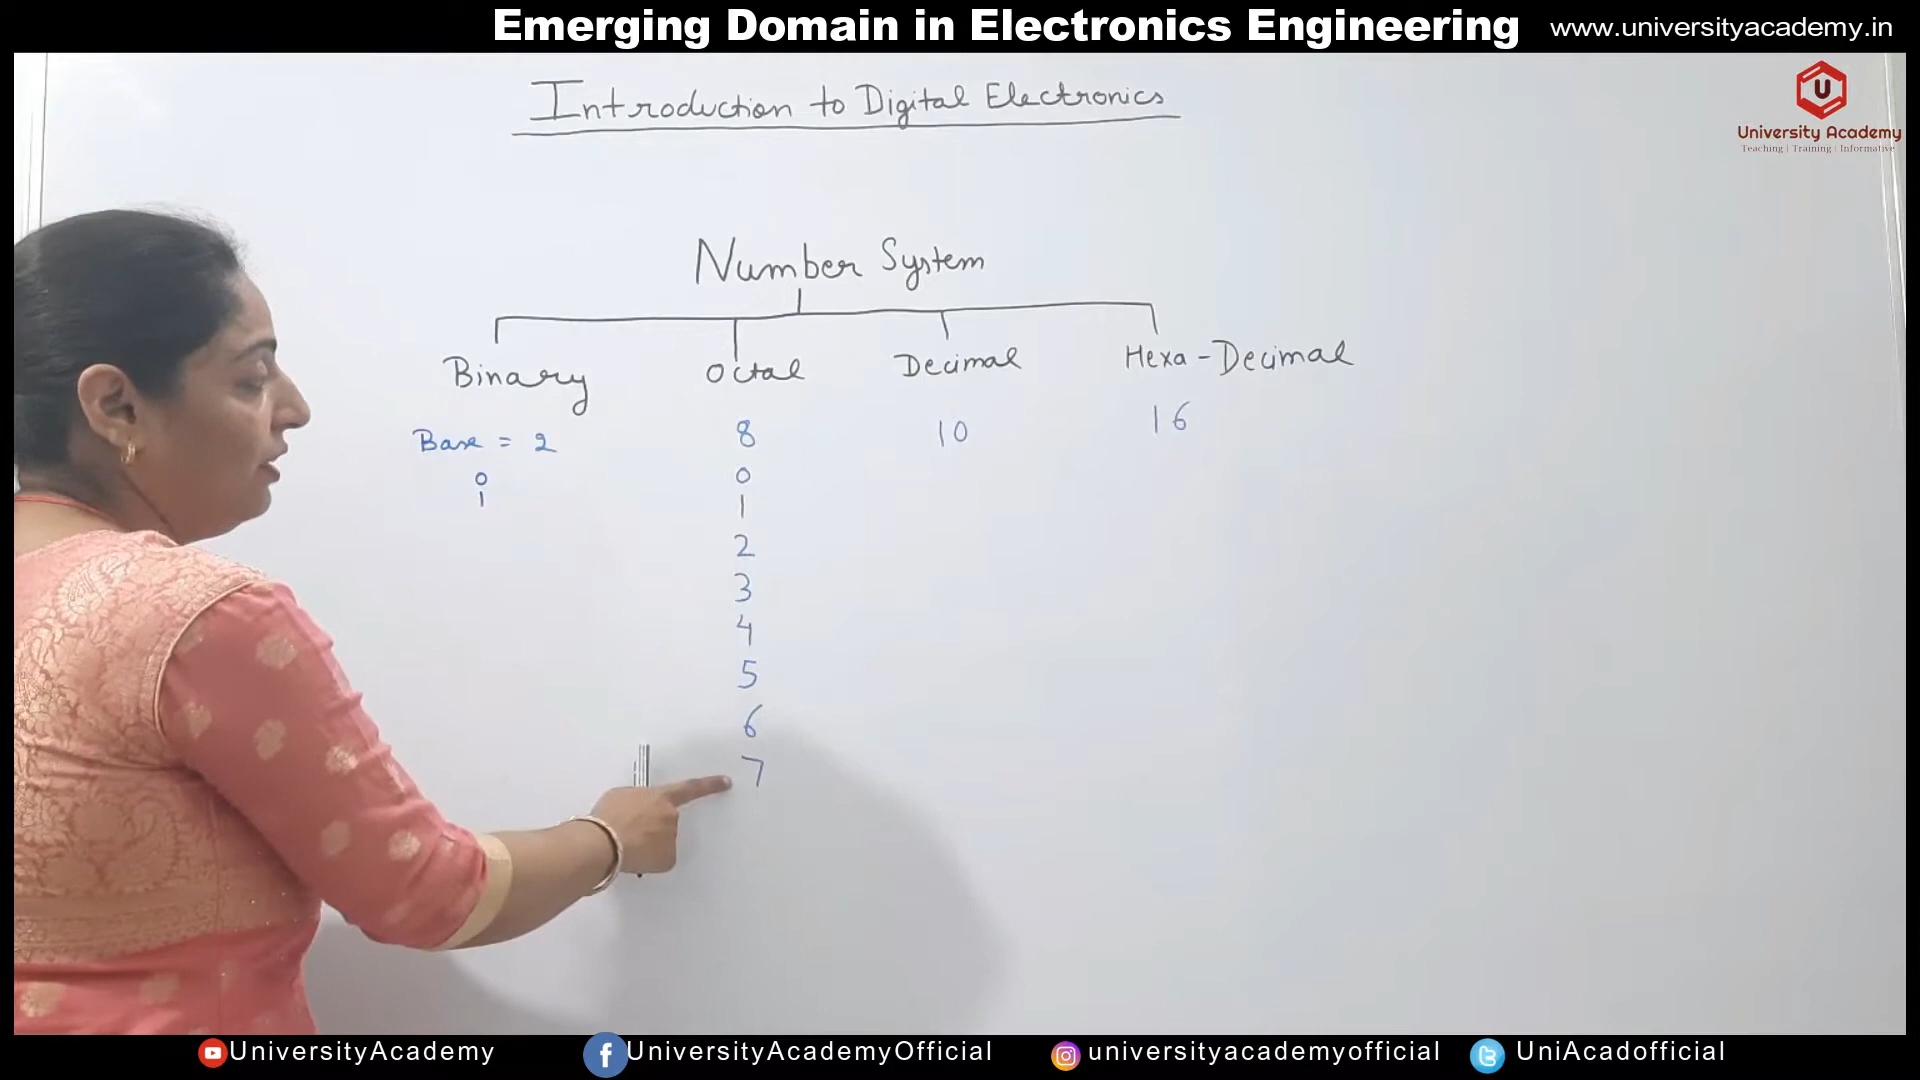 Emerging Domain in Electronics Engineering www.universityacademy.in
Introduction to Digital Electronics
U
University Academy
Teaching | Training | Informative
Number System
Binary Octal Decimal Hexa-Decimal
Base = 2 8 10 16
0 0
1 1
2
3
4
5
6
7
UniversityAcademy UniversityAcademyOfficial universityacademyofficial UniAcadofficial